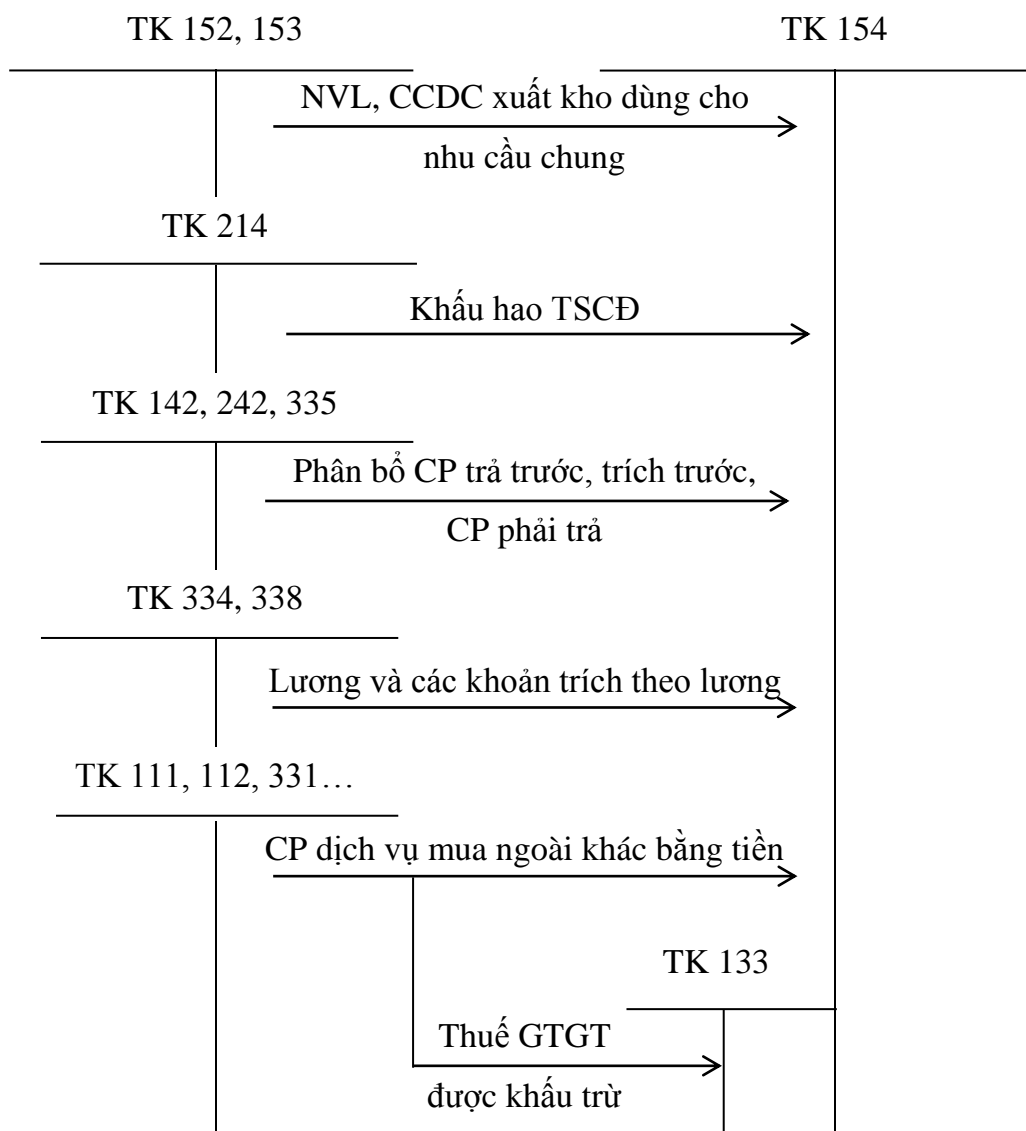 TK 152, 153
TK 154
NVL, CCDC xuất kho dùng cho
nhu cầu chung
TK 214
Khấu hao TSCĐ
TK 142, 242, 335
Phân bổ CP trả trước, trích trước,
CP phải trả
TK 334, 338
Lương và các khoản trích theo lương
TK 111, 112, 331…
CP dịch vụ mua ngoài khác bằng tiền
TK 133
Thuế GTGT
được khấu trừ